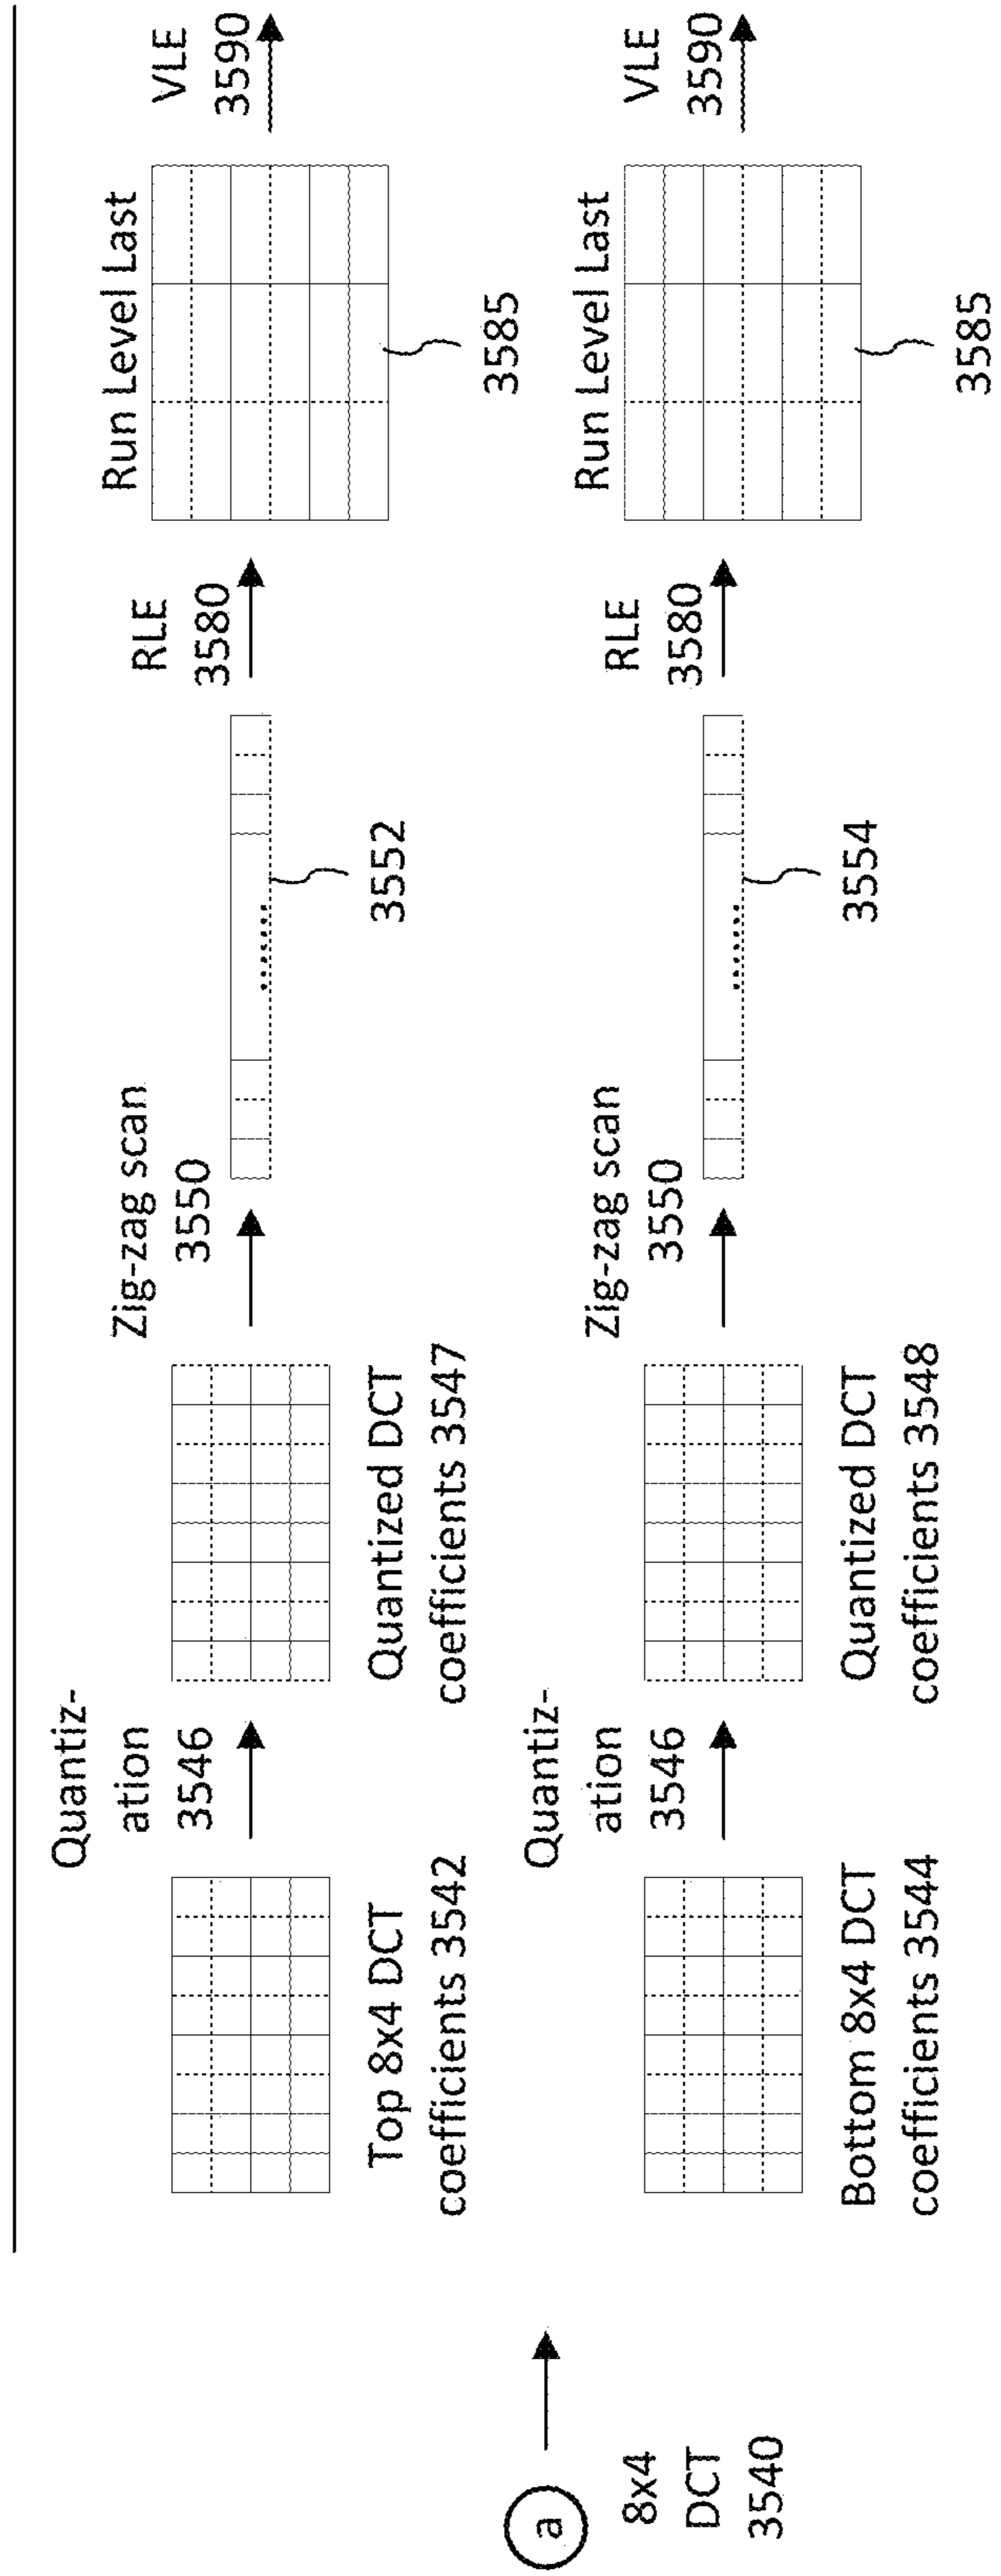 a
8x4
DCT
3540
Quantiz-
ation
3546
Top 8x4 DCT
coefficients 3542
Quantized DCT
coefficients 3547
Zig-zag scan
3550
3552
RLE
3580
Run Level Last
3585
VLE
3590
Quantiz-
ation
3546
Bottom 8x4 DCT
coefficients 3544
Quantized DCT
coefficients 3548
Zig-zag scan
3550
3554
RLE
3580
Run Level Last
3585
VLE
3590